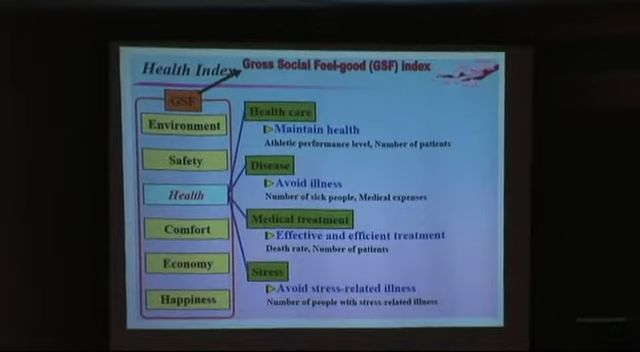 Health Index
Gross Social Feel-good (GSF) index
GSF
Environment
Safety
Health
Comfort
Economy
Happiness
Health care
Maintain health
Athletic performance level, Number of patients
Disease
Avoid illness
Number of sick people, Medical expenses
Medical treatment
Effective and efficient treatment
Death rate, Number of patients
Stress
Avoid stress-related illness
Number of people with stress-related illness